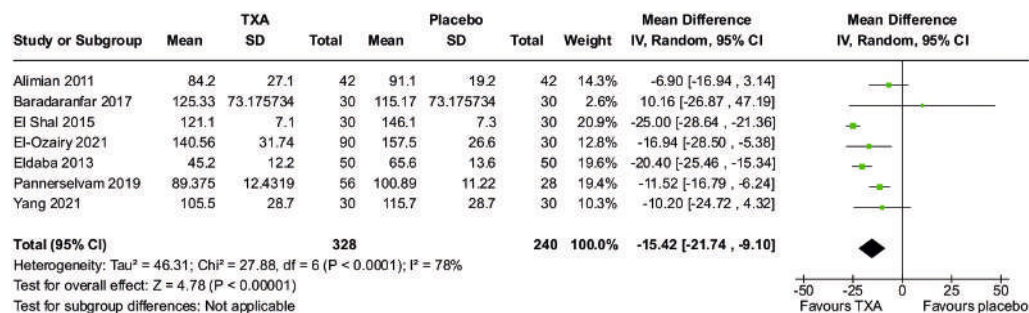 TXA Placebo Mean Difference Mean Difference
Study or Subgroup Mean SD Total Mean SD Total Weight IV, Random, 95% CI IV, Random, 95% CI
Alimian 2011 84.2 27.1 42 91.1 19.2 42 14.3% -6.90 [-16.94 , 3.14]
Baradaranfar 2017 125.33 73.175734 30 115.17 73.175734 30 2.6% 10.16 [-26.87 , 47.19]
El Shal 2015 121.1 7.1 30 146.1 7.3 30 20.9% -25.00 [-28.64 , -21.36]
El-Ozairy 2021 140.56 31.74 90 157.5 26.6 30 12.8% -16.94 [-28.50 , -5.38]
Eldaba 2013 45.2 12.2 50 65.6 13.6 50 19.6% -20.40 [-25.46 , -15.34]
Pannerselvam 2019 89.375 12.4319 56 100.89 11.22 28 19.4% -11.52 [-16.79 , -6.24]
Yang 2021 105.5 28.7 30 115.7 28.7 30 10.3% -10.20 [-24.72 , 4.32]
Total (95% CI) 328 240 100.0% -15.42 [-21.74 , -9.10]
Heterogeneity: Tau² = 46.31; Chi² = 27.88, df = 6 (P < 0.0001); I² = 78%
Test for overall effect: Z = 4.78 (P < 0.00001)
Test for subgroup differences: Not applicable
-50 -25 0 25 50
Favours TXA Favours placebo